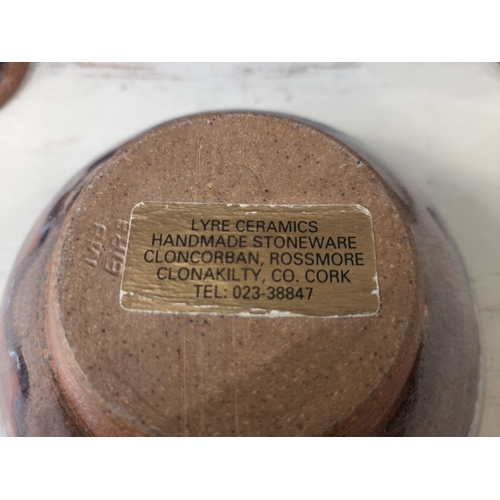 LYRE CERAMICS
HANDMADE STONEWARE
CLONCORBAN, ROSSMORE
CLONAKILTY, CO. CORK
TEL: 023-38847